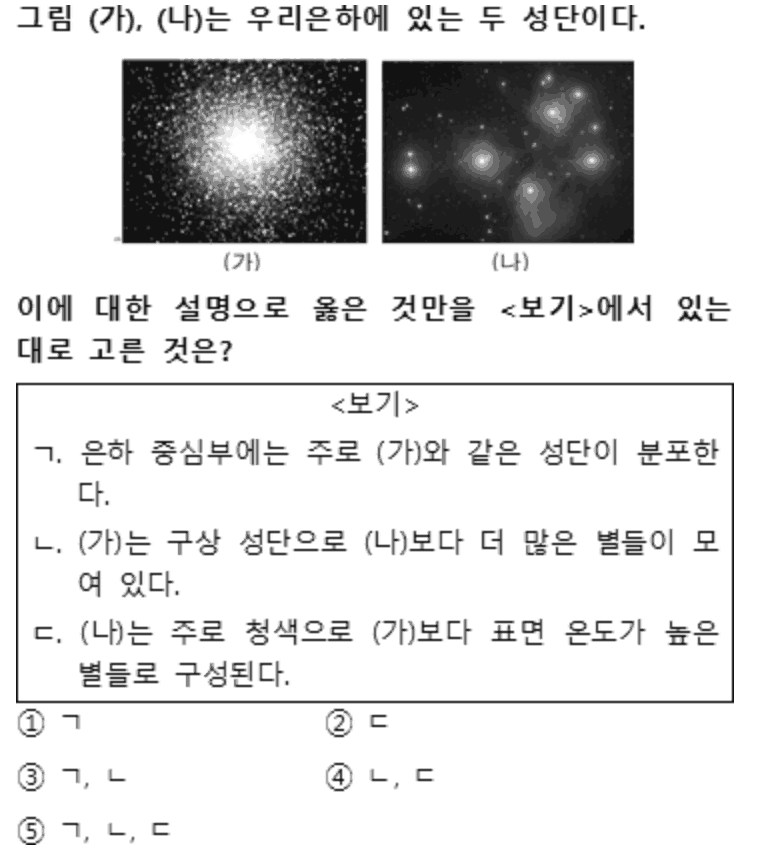 그림 (가), (나)는 우리은하에 있는 두 성단이다.
(가)
(나)
이에 대한 설명으로 옳은 것만을 <보기>에서 있는
대로 고른 것은?
<보기>
ㄱ. 은하 중심부에는 주로 (가)와 같은 성단이 분포한
다.
ㄴ. (가)는 구상 성단으로 (나)보다 더 많은 별들이 모
여 있다.
ㄷ. (나)는 주로 청색으로 (가)보다 표면 온도가 높은
별들로 구성된다.
① ㄱ ② ㄷ
③ ㄱ, ㄴ ④ ㄴ, ㄷ
⑤ ㄱ, ㄴ, ㄷ